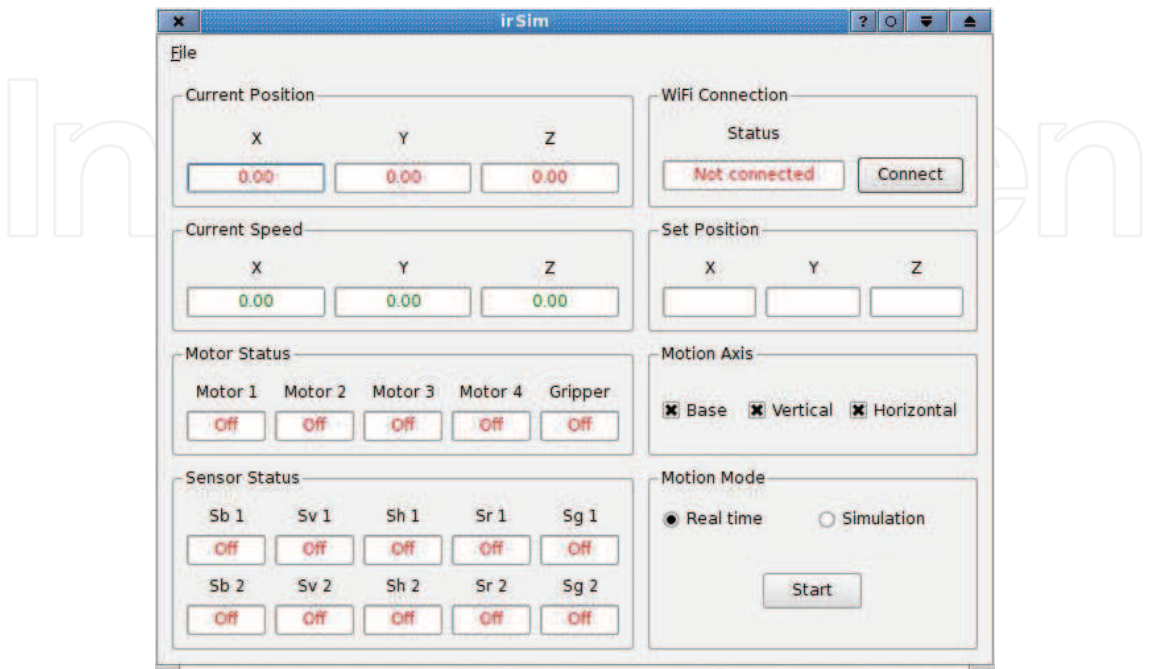 irSim
?
File
Current Position
X Y Z
0.00 0.00 0.00
WiFi Connection
Status
Not connected Connect
Current Speed
X Y Z
0.00 0.00 0.00
Set Position
X Y Z
Motor Status
Motor 1 Motor 2 Motor 3 Motor 4 Gripper
Off Off Off Off Off
Motion Axis
Base Vertical Horizontal
Sensor Status
Sb 1 Sv 1 Sh 1 Sr 1 Sg 1
Off Off Off Off Off
Sb 2 Sv 2 Sh 2 Sr 2 Sg 2
Off Off Off Off Off
Motion Mode
Real time Simulation
Start